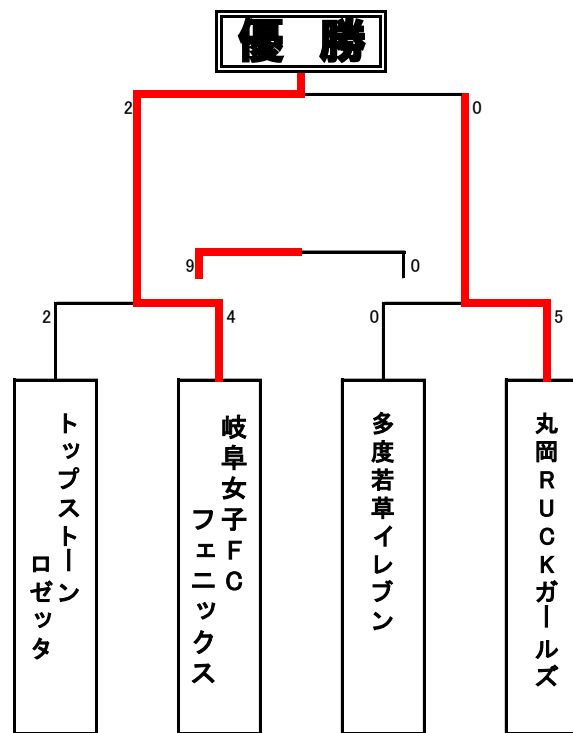 優　勝
2
0
9
0
2
4
0
5
トップストーン
ロゼッタ
岐阜女子FC
フェニックス
多度若草イレブン
丸岡RUCKガールズ